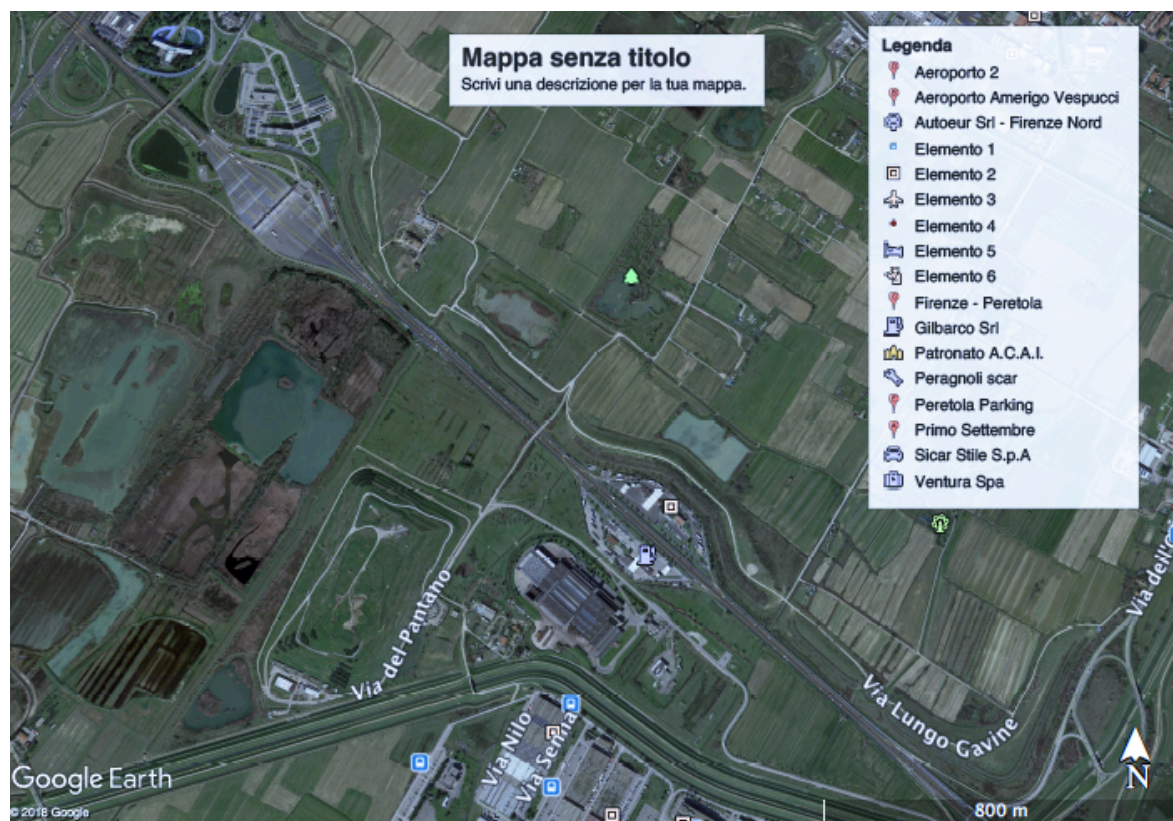 Mappa senza titolo
Scrivi una descrizione per la tua mappa.
Legenda
Aeroporto 2
Aeroporto Amerigo Vespucci
Autoeur Srl - Firenze Nord
Elemento 1
Elemento 2
Elemento 3
Elemento 4
Elemento 5
Elemento 6
Firenze - Peretola
Gilbarco Srl
Patronato A.C.A.I.
Peragnoli scar
Peretola Parking
Primo Settembre
Sicar Stile S.p.A
Ventura Spa
Via del Pantano
Via dell
Via Lungo Gavine
Via Nilo
Via Senna
Google Earth
© 2018 Google
N
800 m